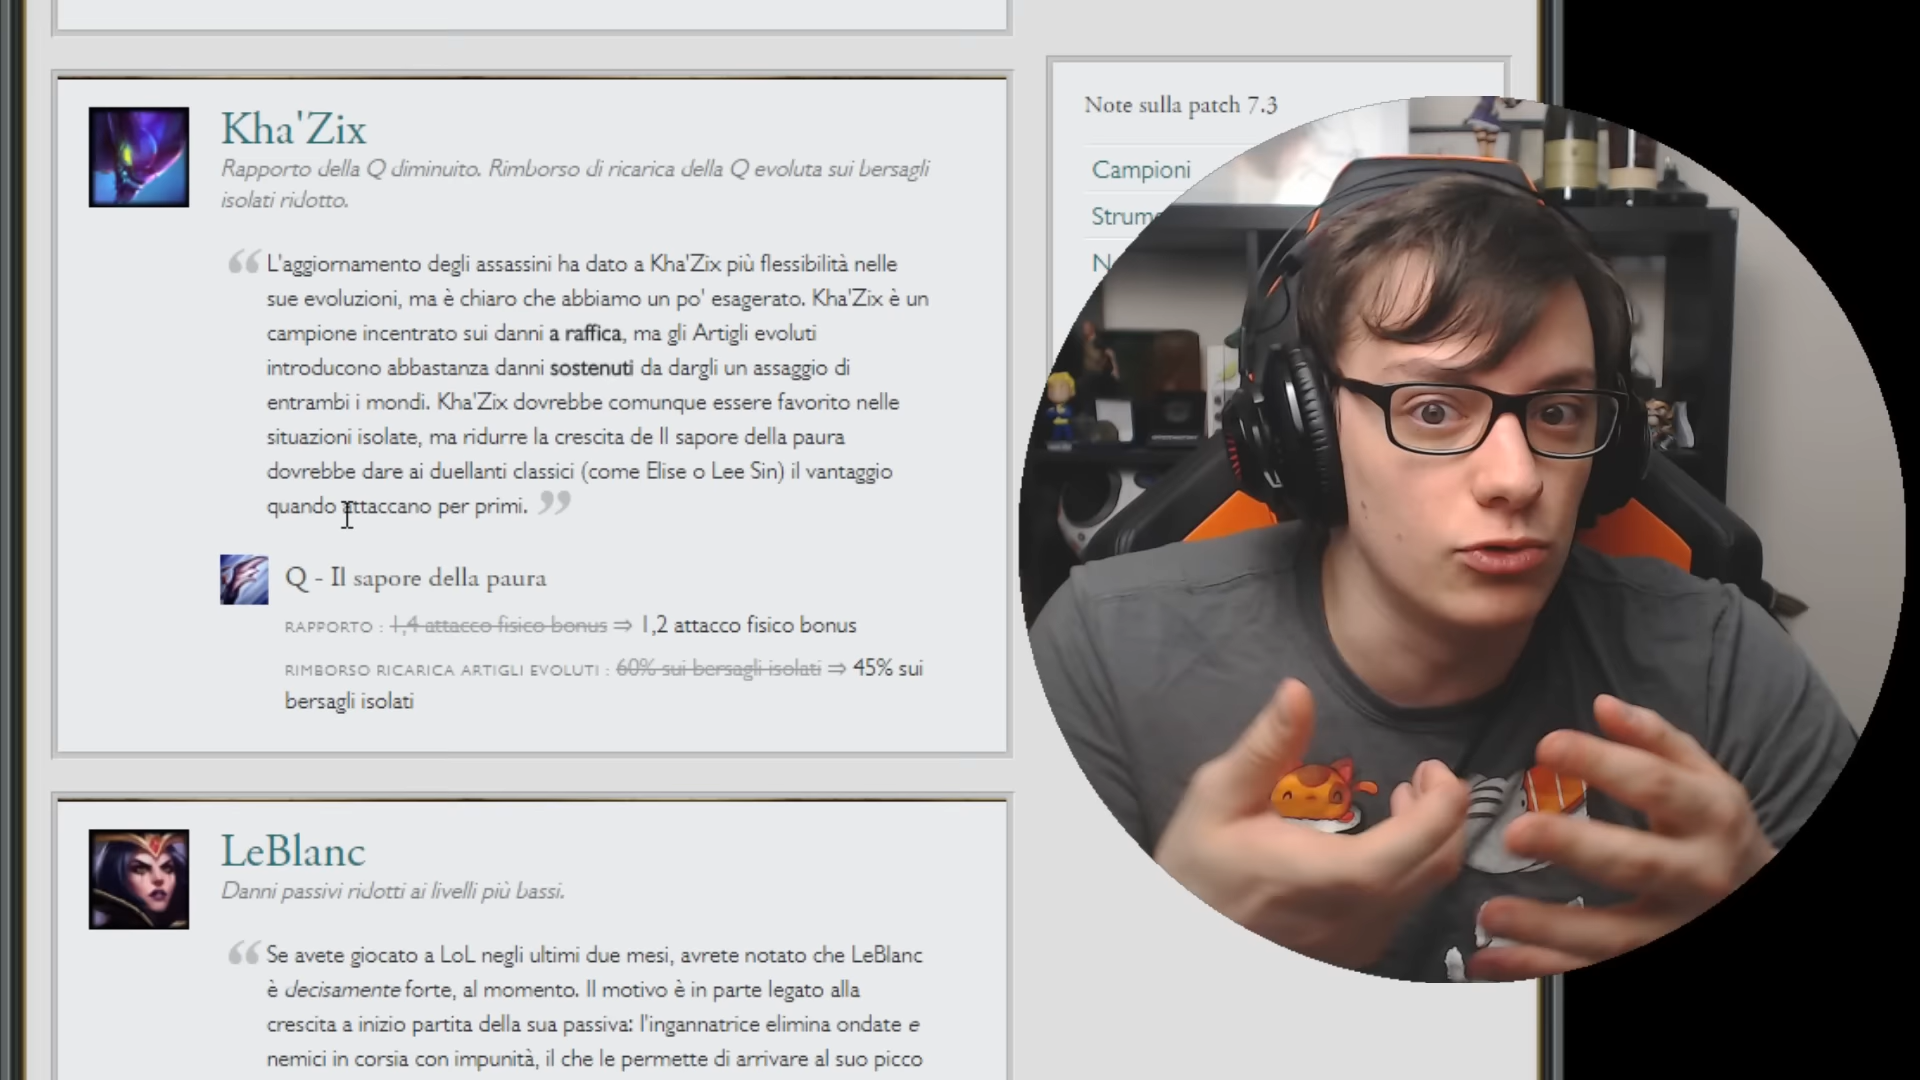 Kha'Zix
Rapporto della Q diminuito. Rimborso di ricarica della Q evoluta sui bersagli
isolati ridotto.
“ L'aggiornamento degli assassini ha dato a Kha'Zix più flessibilità nelle
sue evoluzioni, ma è chiaro che abbiamo un po' esagerato. Kha'Zix è un
campione incentrato sui danni a raffica, ma gli Artigli evoluti
introducono abbastanza danni sostenuti da dargli un assaggio di
entrambi i mondi. Kha'Zix dovrebbe comunque essere favorito nelle
situazioni isolate, ma ridurre la crescita de Il sapore della paura
dovrebbe dare ai duellanti classici (come Elise o Lee Sin) il vantaggio
quando attaccano per primi. ”
Q - Il sapore della paura
RAPPORTO : 1,4 attacco fisico bonus ⇒ 1,2 attacco fisico bonus
RIMBORSO RICARICA ARTIGLI EVOLUTI : 60% sui bersagli isolati ⇒ 45% sui
bersagli isolati
LeBlanc
Danni passivi ridotti ai livelli più bassi.
“ Se avete giocato a LoL negli ultimi due mesi, avrete notato che LeBlanc
è decisamente forte, al momento. Il motivo è in parte legato alla
crescita a inizio partita della sua passiva: l'ingannatrice elimina ondate e
nemici in corsia con impunità, il che le permette di arrivare al suo picco
Note sulla patch 7.3
Campioni